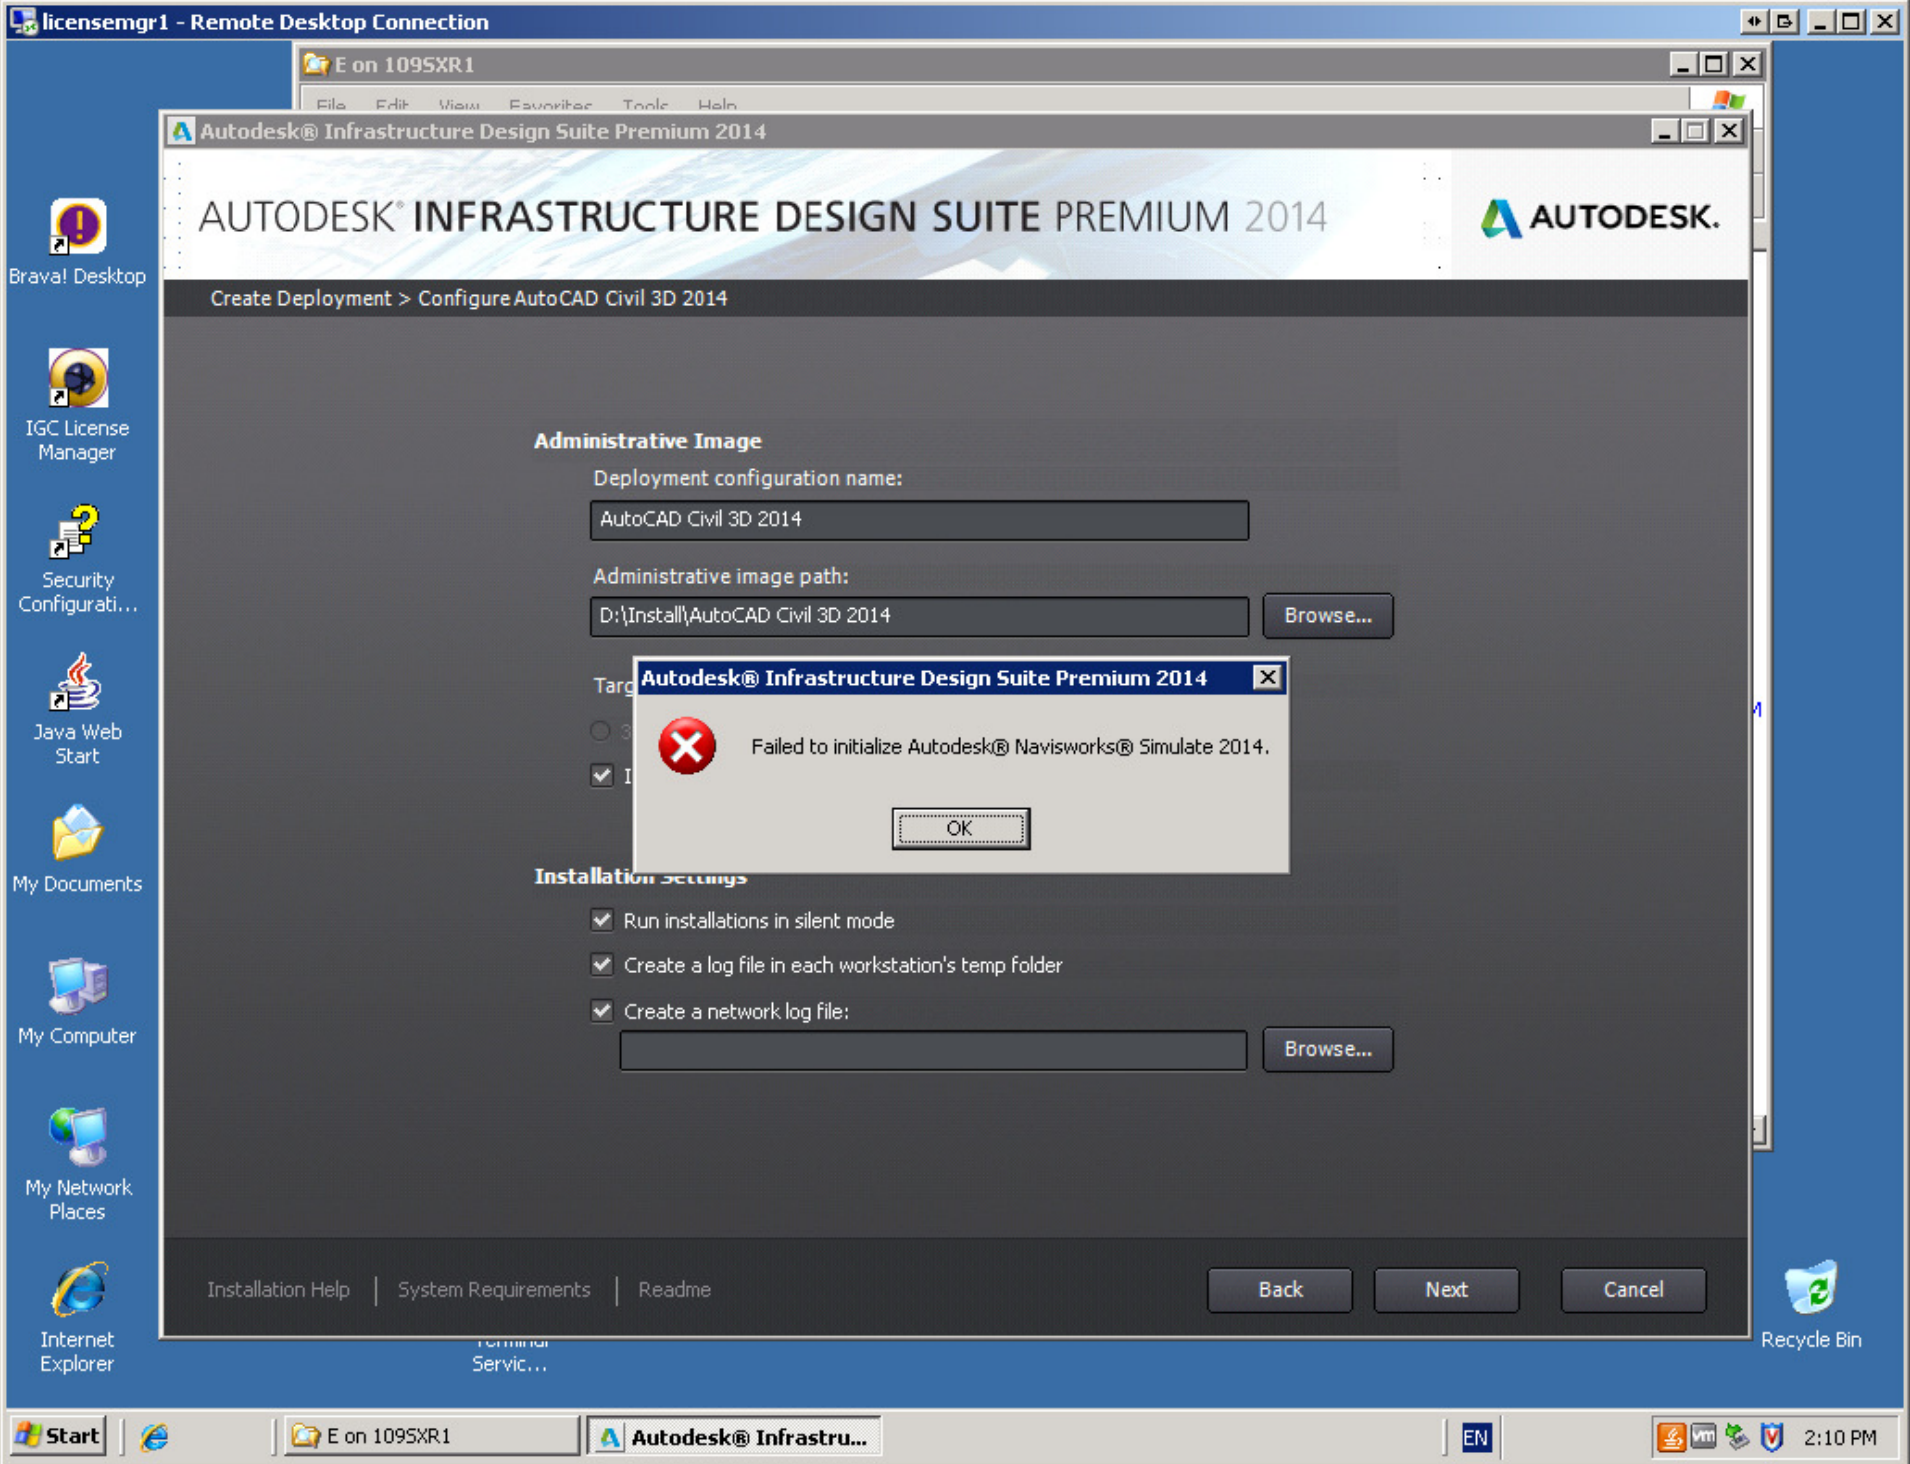 licensemgr1 - Remote Desktop Connection
E on 109SXR1
File Edit View Favorites Tools Help
Autodesk® Infrastructure Design Suite Premium 2014
AUTODESK® INFRASTRUCTURE DESIGN SUITE PREMIUM 2014
AUTODESK.
Create Deployment > Configure AutoCAD Civil 3D 2014
Administrative Image
Deployment configuration name:
AutoCAD Civil 3D 2014
Administrative image path:
D:\Install\AutoCAD Civil 3D 2014
Browse...
Targ
3
I
Autodesk® Infrastructure Design Suite Premium 2014
Failed to initialize Autodesk® Navisworks® Simulate 2014.
OK
M
Installation Settings
Run installations in silent mode
Create a log file in each workstation's temp folder
Create a network log file:
Browse...
Installation Help | System Requirements | Readme
Back
Next
Cancel
Brava! Desktop
IGC License
Manager
Security
Configurati...
Java Web
Start
My Documents
My Computer
My Network
Places
Internet
Explorer
Terminal
Servic...
Recycle Bin
Start
E on 109SXR1
Autodesk® Infrastru...
EN
vm
2:10 PM